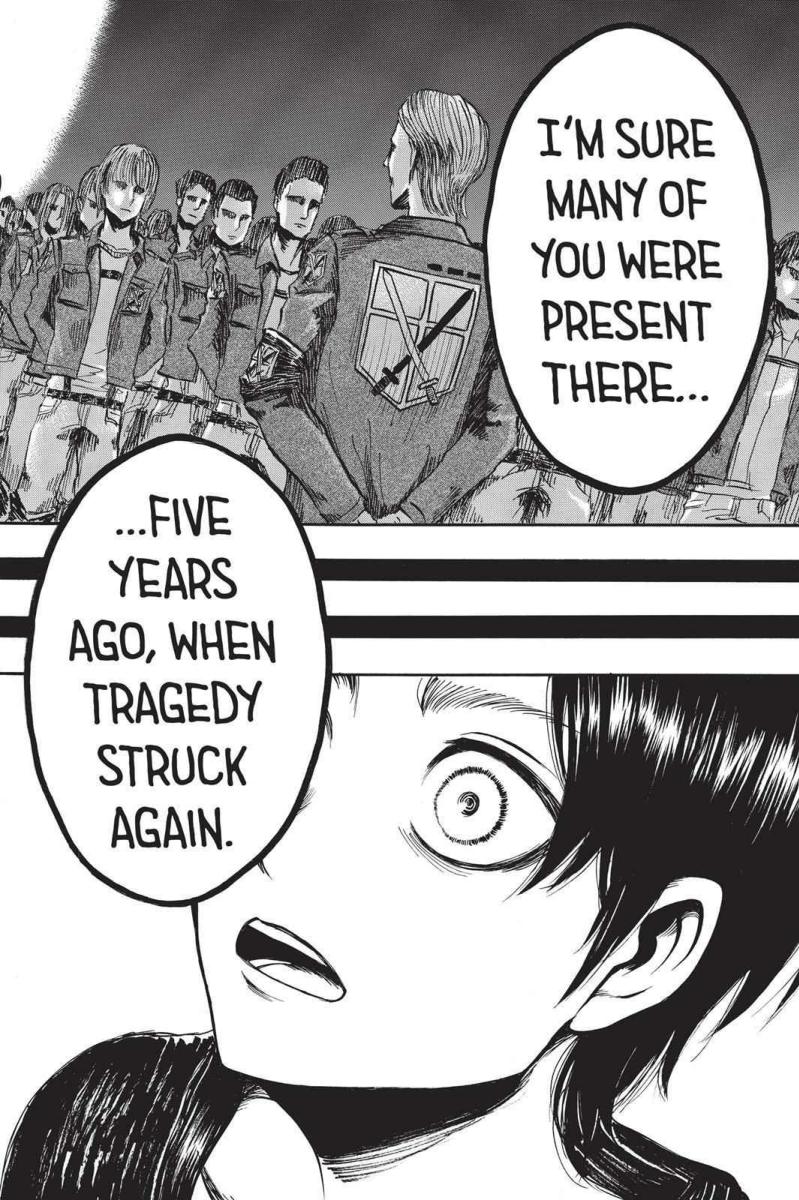 I'M SURE
MANY OF
YOU WERE
PRESENT
THERE...
...FIVE
YEARS
AGO, WHEN
TRAGEDY
STRUCK
AGAIN.